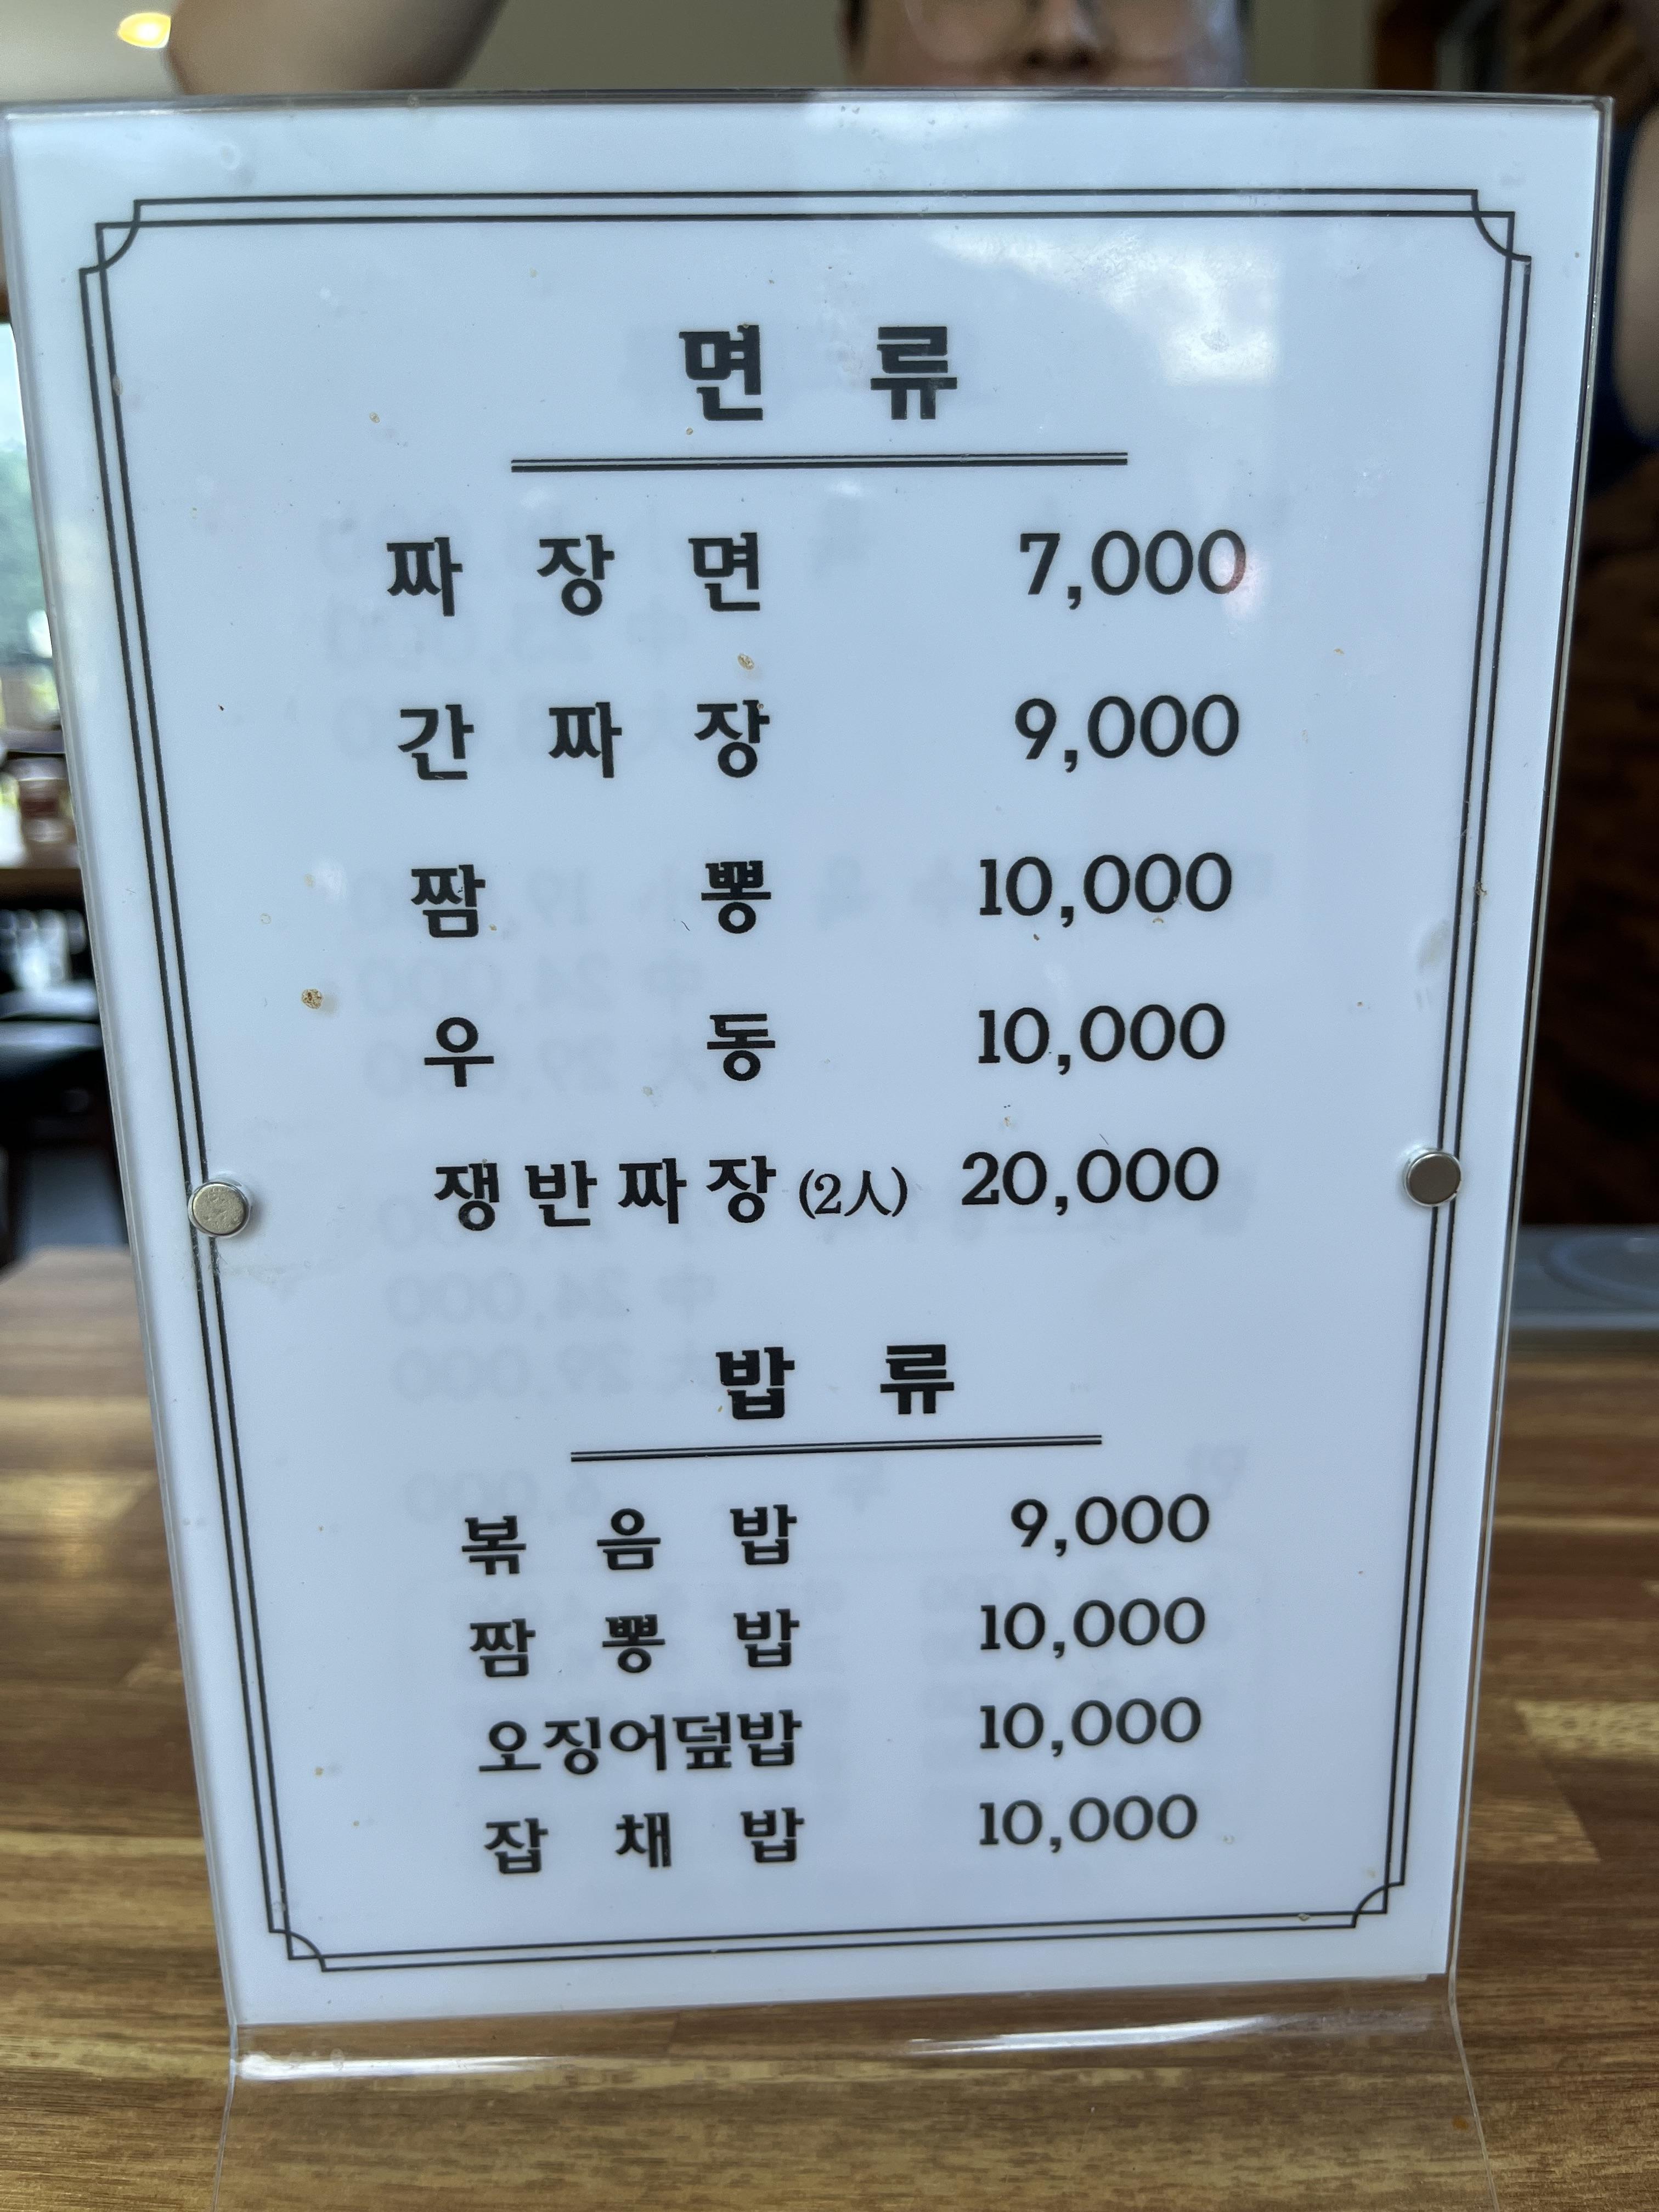 면 류
짜 장 면 7,000
간 짜 장 9,000
짬 뽕 10,000
우 동 10,000
쟁반짜장(2人) 20,000
밥 류
볶 음 밥 9,000
짬 뽕 밥 10,000
오징어덮밥 10,000
잡 채 밥 10,000